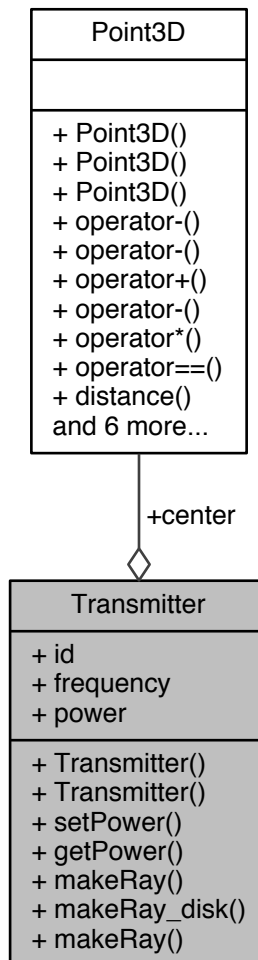 Point3D
+ Point3D()
+ Point3D()
+ Point3D()
+ operator-()
+ operator-()
+ operator+()
+ operator-()
+ operator*()
+ operator==()
+ distance()
and 6 more...
+center
Transmitter
+ id
+ frequency
+ power
+ Transmitter()
+ Transmitter()
+ setPower()
+ getPower()
+ makeRay()
+ makeRay_disk()
+ makeRay()